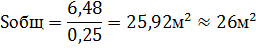 Sобщ = 6,48/0,25 = 25,92м² ≈ 26м²